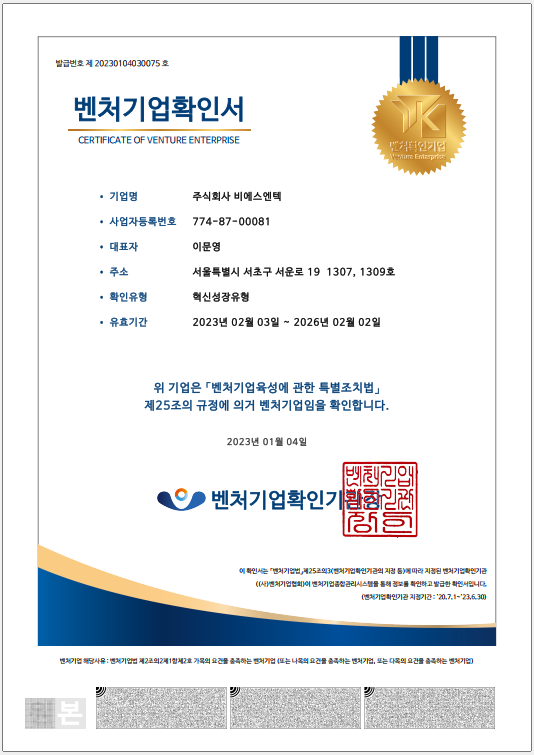 발급번호 제 20230104030075 호
벤처기업확인서
CERTIFICATE OF VENTURE ENTERPRISE
벤처확인기업
Venture Enterprise
• 기업명 주식회사 비에스엔텍
• 사업자등록번호 774-87-00081
• 대표자 이문영
• 주소 서울특별시 서초구 서운로 19 1307, 1309호
• 확인유형 혁신성장유형
• 유효기간 2023년 02월 03일 ~ 2026년 02월 02일
위 기업은 「벤처기업육성에 관한 특별조치법」
제25조의 규정에 의거 벤처기업임을 확인합니다.
2023년 01월 04일
벤처기업확인기관장
이 확인서는 「벤처기업법」제25조의3(벤처기업확인기관의 지정 등)에 따라 지정된 벤처기업확인기관
((사)벤처기업협회)이 벤처기업종합관리시스템을 통해 정보를 확인하고 발급한 확인서입니다.
(벤처기업확인기관 지정기간 : '20.7.1~'23.6.30)
벤처기업 해당사유 : 벤처기업법 제2조의2제1항제2호 가목의 요건을 충족하는 벤처기업 (또는 나목의 요건을 충족하는 벤처기업, 또는 다목의 요건을 충족하는 벤처기업)
본